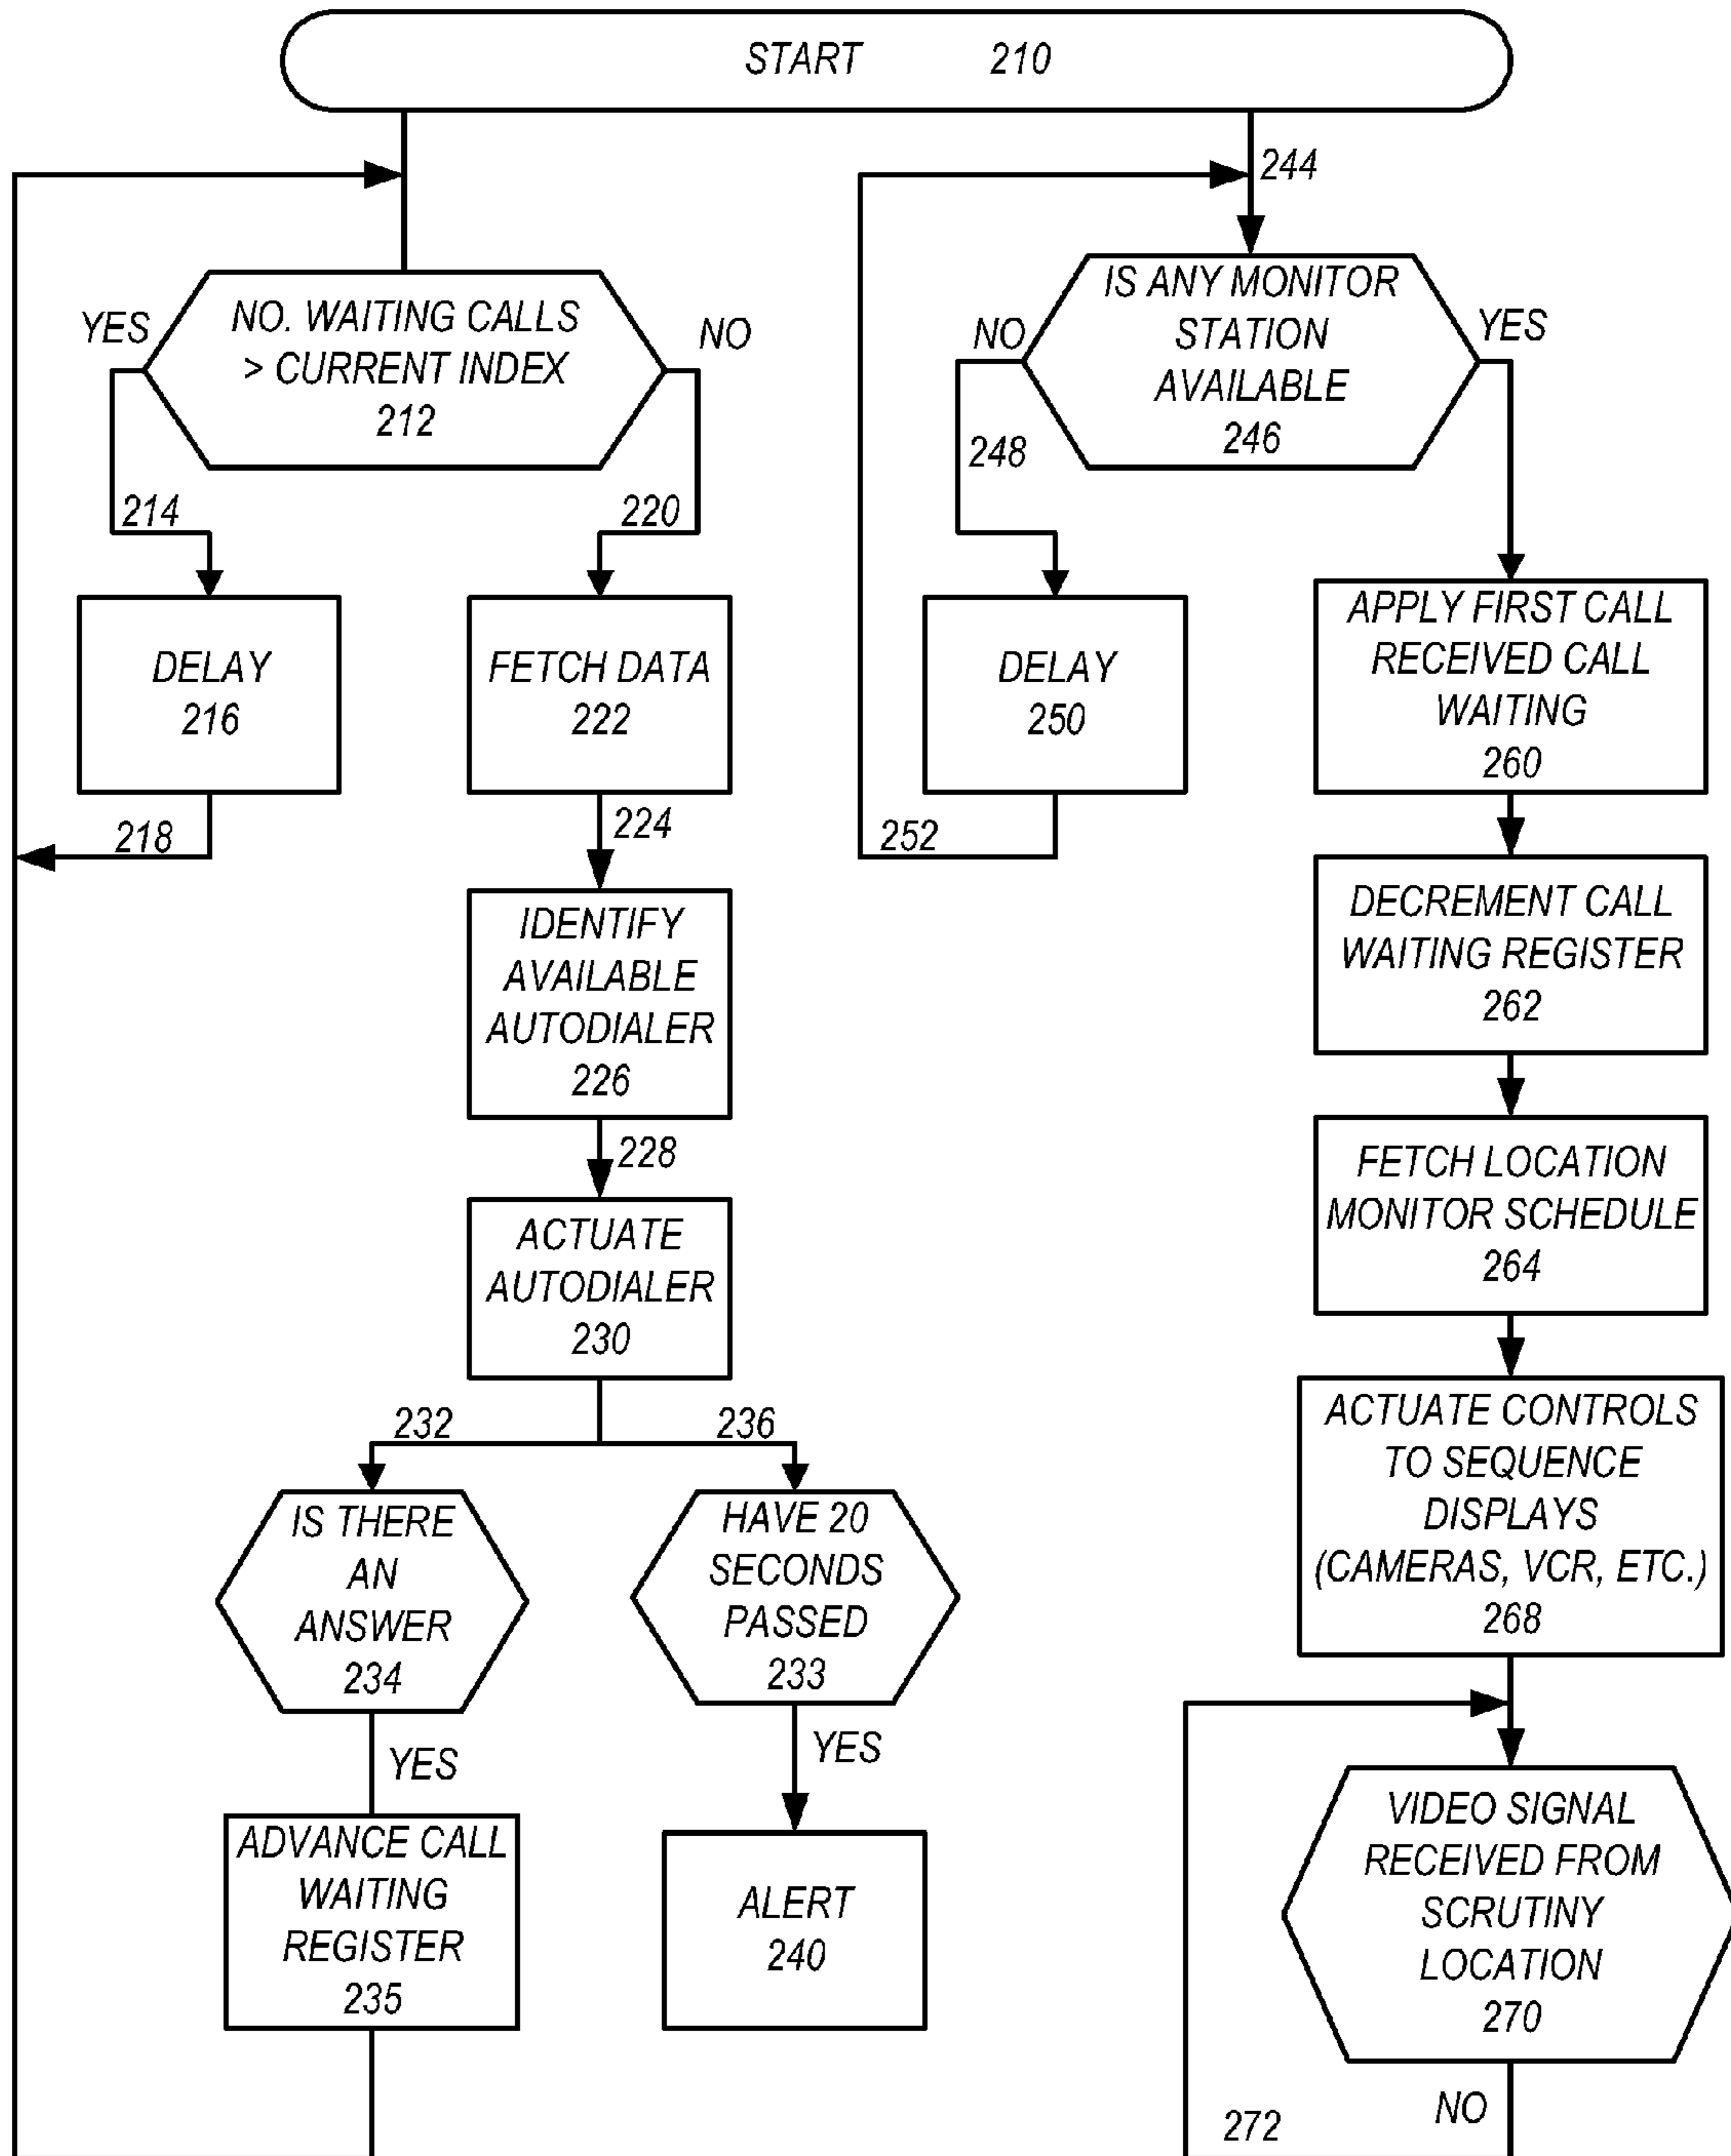 START 210
244
YES
NO. WAITING CALLS
> CURRENT INDEX
212
NO
214
220
DELAY
216
218
FETCH DATA
222
224
IDENTIFY
AVAILABLE
AUTODIALER
226
228
ACTUATE
AUTODIALER
230
232
236
IS THERE
AN
ANSWER
234
YES
ADVANCE CALL
WAITING
REGISTER
235
HAVE 20
SECONDS
PASSED
233
YES
ALERT
240
NO
IS ANY MONITOR
STATION
AVAILABLE
246
YES
248
DELAY
250
252
APPLY FIRST CALL
RECEIVED CALL
WAITING
260
DECREMENT CALL
WAITING REGISTER
262
FETCH LOCATION
MONITOR SCHEDULE
264
ACTUATE CONTROLS
TO SEQUENCE
DISPLAYS
(CAMERAS, VCR, ETC.)
268
VIDEO SIGNAL
RECEIVED FROM
SCRUTINY
LOCATION
270
272
NO